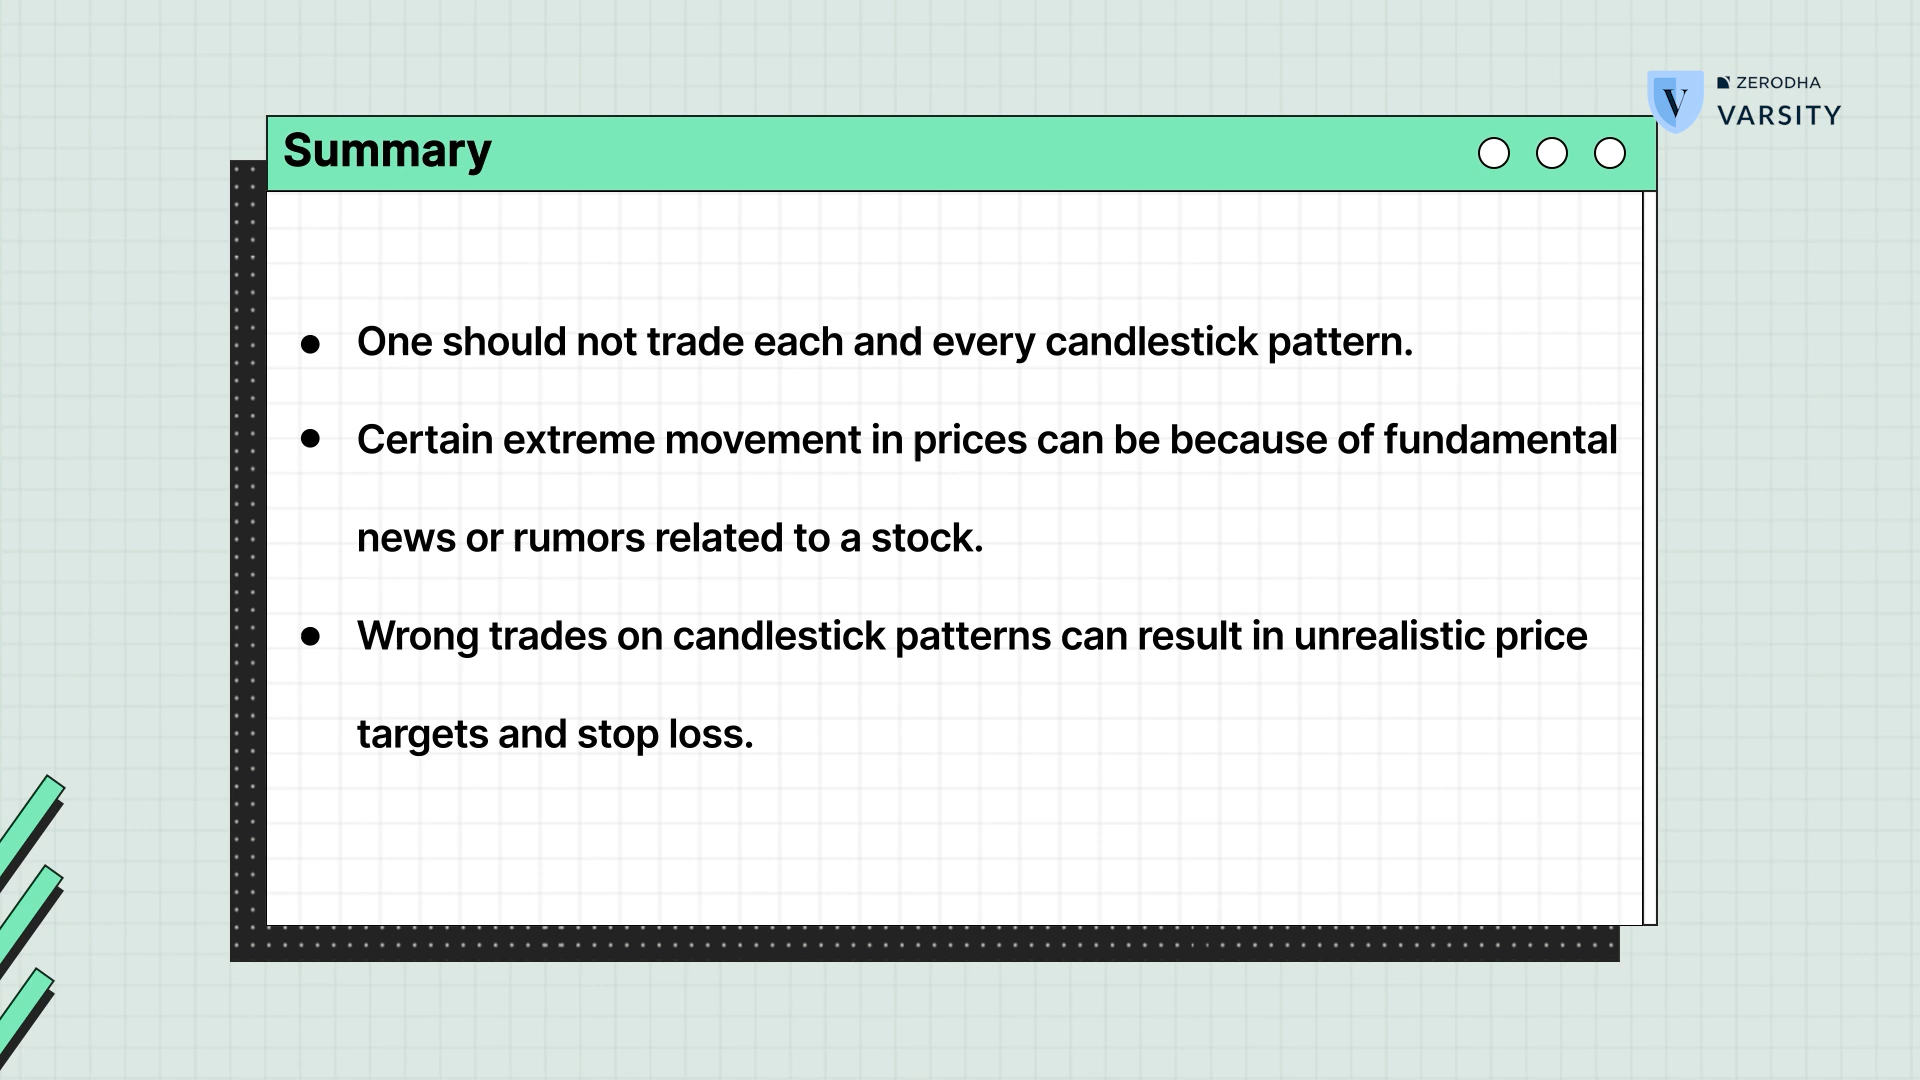 ZERODHA
VARSITY
Summary
● One should not trade each and every candlestick pattern.
● Certain extreme movement in prices can be because of fundamental
news or rumors related to a stock.
● Wrong trades on candlestick patterns can result in unrealistic price
targets and stop loss.